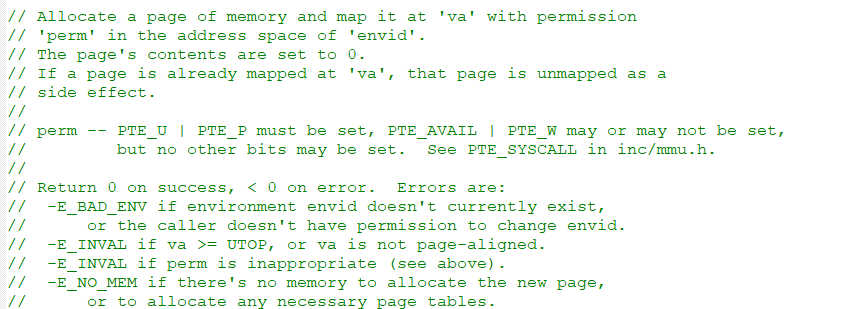 // Allocate a page of memory and map it at 'va' with permission
// 'perm' in the address space of 'envid'.
// The page's contents are set to 0.
// If a page is already mapped at 'va', that page is unmapped as a
// side effect.
//
// perm -- PTE_U | PTE_P must be set, PTE_AVAIL | PTE_W may or may not be set,
//         but no other bits may be set.  See PTE_SYSCALL in inc/mmu.h.
//
// Return 0 on success, < 0 on error.  Errors are:
//  -E_BAD_ENV if environment envid doesn't currently exist,
//      or the caller doesn't have permission to change envid.
//  -E_INVAL if va >= UTOP, or va is not page-aligned.
//  -E_INVAL if perm is inappropriate (see above).
//  -E_NO_MEM if there's no memory to allocate the new page,
//      or to allocate any necessary page tables.